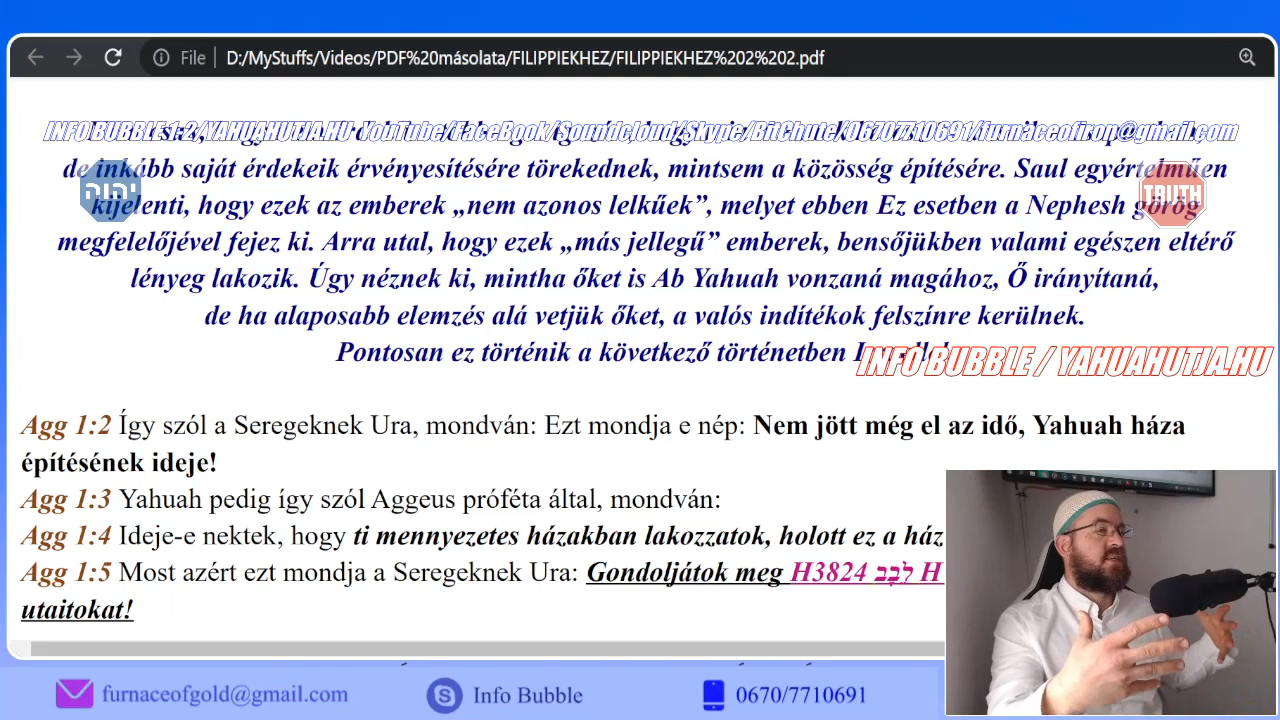 File D:/MyStuffs/Videos/PDF%20másolata/FILIPPIEKHEZ/FILIPPIEKHEZ%202%202.pdf
INFO BUBBLE 1-2/YAHUAHUTJA.HU YouTube/FaceBook/Soundcloud/Skype/BitChute/06707710691/furnaceofiron@gmail.com
de inkább saját érdekeik érvényesítésére törekednek, mintsem a közösség építésére. Saul egyértelműen
יהוה
TRUTH
kijelenti, hogy ezek az emberek „nem azonos lelkűek”, melyet ebben Ez esetben a Nephesh görög
megfelelőjével fejez ki. Arra utal, hogy ezek „más jellegű” emberek, bensőjükben valami egészen eltérő
lényeg lakozik. Úgy néznek ki, mintha őket is Ab Yahuah vonzaná magához, Ő irányítaná,
de ha alaposabb elemzés alá vetjük őket, a valós indítékok felszínre kerülnek.
Pontosan ez történik a következő történetben
INFO BUBBLE / YAHUAHUTJA.HU
Agg 1:2 Így szól a Seregeknek Ura, mondván: Ezt mondja e nép: Nem jött még el az idő, Yahuah háza
építésének ideje!
Agg 1:3 Yahuah pedig így szól Aggeus próféta által, mondván:
Agg 1:4 Ideje-e nektek, hogy ti mennyezetes házakban lakozzatok, holott ez a ház
Agg 1:5 Most azért ezt mondja a Seregeknek Ura: Gondoljátok meg H3824 לֵבָב H
utaitokat!
furnaceofgold@gmail.com Info Bubble 0670/7710691